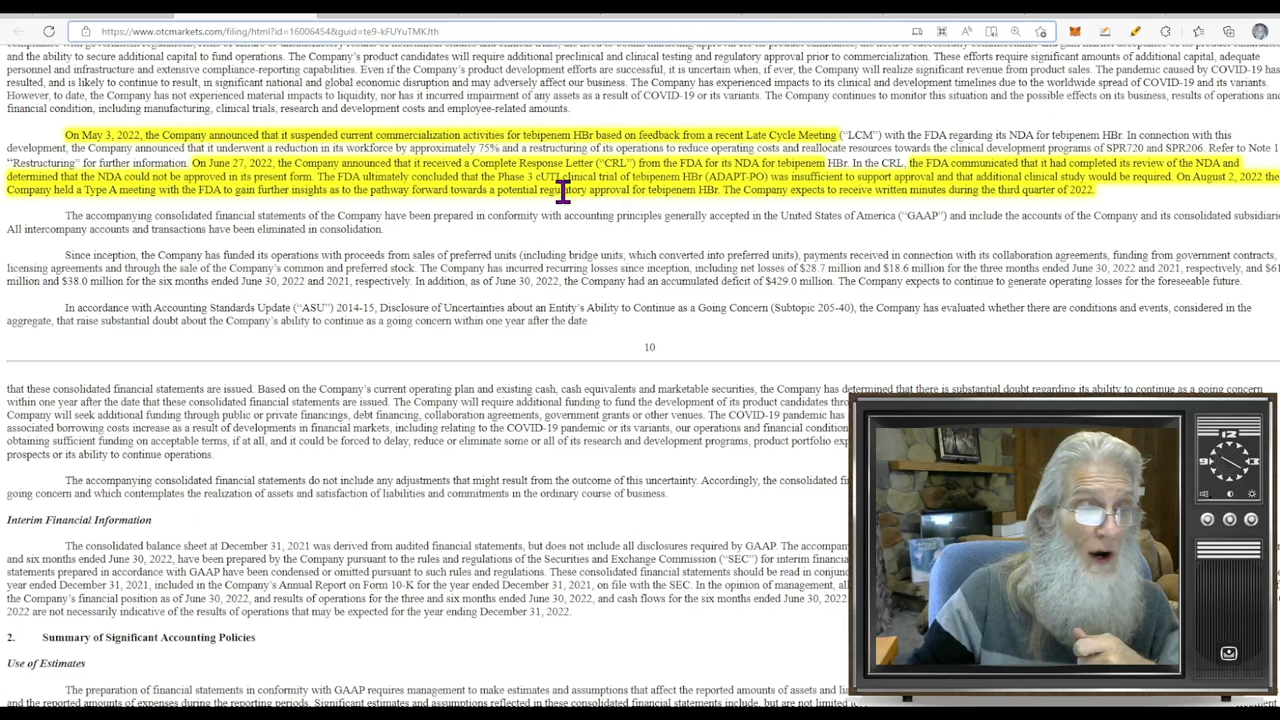 https://www.otcmarkets.com/filing/html?id=16006454&guid=te9-kFUYuTMKJth
and the ability to secure additional capital to fund operations. The Company's product candidates will require additional preclinical and clinical testing and regulatory approval prior to commercialization. These efforts require significant amounts of additional capital, adequate
personnel and infrastructure and extensive compliance-reporting capabilities. Even if the Company's product development efforts are successful, it is uncertain when, if ever, the Company will realize significant revenue from product sales. The pandemic caused by COVID-19 has
resulted, and is likely to continue to result, in significant national and global economic disruption and may adversely affect our business. The Company has experienced impacts to its clinical and development timelines due to the worldwide spread of COVID-19 and its variants.
However, to date, the Company has not experienced material impacts to liquidity, nor has it incurred impairment of any assets as a result of COVID-19 or its variants. The Company continues to monitor this situation and the possible effects on its business, results of operations and
financial condition, including manufacturing, clinical trials, research and development costs and employee-related amounts.
On May 3, 2022, the Company announced that it suspended current commercialization activities for tebipenem HBr based on feedback from a recent Late Cycle Meeting (“LCM”) with the FDA regarding its NDA for tebipenem HBr. In connection with this
development, the Company announced that it underwent a reduction in its workforce by approximately 75% and a restructuring of its operations to reduce operating costs and reallocate resources towards the clinical development programs of SPR720 and SPR206. Refer to Note 1
“Restructuring” for further information. On June 27, 2022, the Company announced that it received a Complete Response Letter (“CRL”) from the FDA for its NDA for tebipenem HBr. In the CRL, the FDA communicated that it had completed its review of the NDA and
determined that the NDA could not be approved in its present form. The FDA ultimately concluded that the Phase 3 cUTI clinical trial of tebipenem HBr (ADAPT-PO) was insufficient to support approval and that additional clinical study would be required. On August 2, 2022 the
Company held a Type A meeting with the FDA to gain further insights as to the pathway forward towards a potential regulatory approval for tebipenem HBr. The Company expects to receive written minutes during the third quarter of 2022.
The accompanying consolidated financial statements of the Company have been prepared in conformity with accounting principles generally accepted in the United States of America (“GAAP”) and include the accounts of the Company and its consolidated subsidiarie
All intercompany accounts and transactions have been eliminated in consolidation.
Since inception, the Company has funded its operations with proceeds from sales of preferred units (including bridge units, which converted into preferred units), payments received in connection with its collaboration agreements, funding from government contracts,
licensing agreements and through the sale of the Company's common and preferred stock. The Company has incurred recurring losses since inception, including net losses of $28.7 million and $18.6 million for the three months ended June 30, 2022 and 2021, respectively, and $61
million and $38.0 million for the six months ended June 30, 2022 and 2021, respectively. In addition, as of June 30, 2022, the Company had an accumulated deficit of $429.0 million. The Company expects to continue to generate operating losses for the foreseeable future.
In accordance with Accounting Standards Update (“ASU”) 2014-15, Disclosure of Uncertainties about an Entity's Ability to Continue as a Going Concern (Subtopic 205-40), the Company has evaluated whether there are conditions and events, considered in the
aggregate, that raise substantial doubt about the Company's ability to continue as a going concern within one year after the date
10
that these consolidated financial statements are issued. Based on the Company's current operating plan and existing cash, cash equivalents and marketable securities, the Company has determined that there is substantial doubt regarding its ability to continue as a going concern
within one year after the date that these consolidated financial statements are issued. The Company will require additional funding to fund the development of its product candidates thro
Company will seek additional funding through public or private financings, debt financing, collaboration agreements, government grants or other venues. The COVID-19 pandemic has
associated borrowing costs increase as a result of developments in financial markets, including relating to the COVID-19 pandemic or its variants, our operations and financial condition
obtaining sufficient funding on acceptable terms, if at all, and it could be forced to delay, reduce or eliminate some or all of its research and development programs, product portfolio exp
prospects or its ability to continue operations.
The accompanying consolidated financial statements do not include any adjustments that might result from the outcome of this uncertainty. Accordingly, the consolidated
going concern and which contemplates the realization of assets and satisfaction of liabilities and commitments in the ordinary course of business.
Interim Financial Information
The consolidated balance sheet at December 31, 2021 was derived from audited financial statements, but does not include all disclosures required by GAAP. The accompany
and six months ended June 30, 2022, have been prepared by the Company pursuant to the rules and regulations of the Securities and Exchange Commission (“SEC”) for interim financia
statements prepared in accordance with GAAP have been condensed or omitted pursuant to such rules and regulations. These consolidated financial statements should be read in conjunc
year ended December 31, 2021, included in the Company's Annual Report on Form 10-K for the year ended December 31, 2021, on file with the SEC. In the opinion of management, all
the Company's financial position as of June 30, 2022, and results of operations for the three and six months ended June 30, 2022
2022 are not necessarily indicative of the results of operations that may be expected for the year ending December 31, 2022.
2. Summary of Significant Accounting Policies
Use of Estimates
The preparation of financial statements in conformity with GAAP requires management to make estimates and assumptions that affect the reported amounts of assets and lia
and the reported amounts of expenses during the reporting periods. Significant estimates and assumptions reflected in these consolidated financial statements include, but are not limited
12
9 3